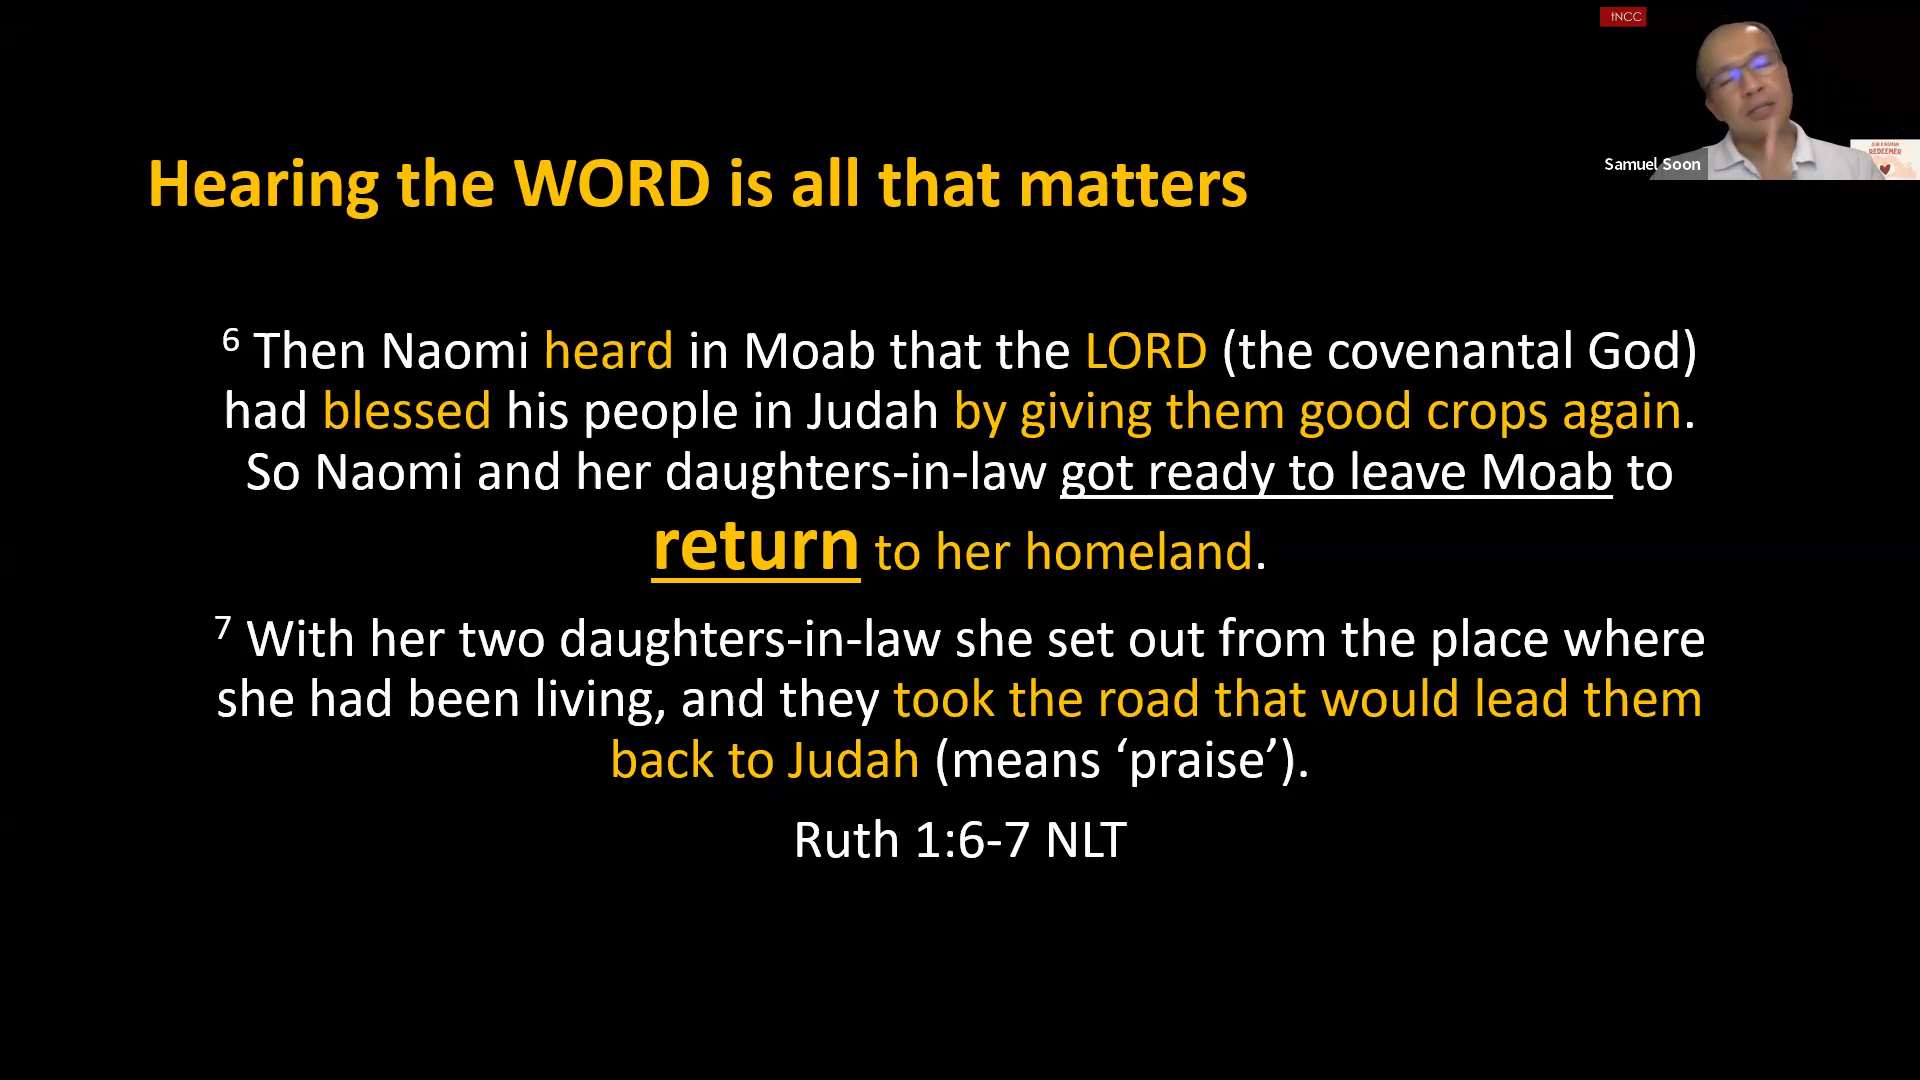 tNCC
Samuel Soon
OUR KINSMAN
REDEEMER
Hearing the WORD is all that matters
6 Then Naomi heard in Moab that the LORD (the covenantal God)
had blessed his people in Judah by giving them good crops again.
So Naomi and her daughters-in-law got ready to leave Moab to
return to her homeland.
7 With her two daughters-in-law she set out from the place where
she had been living, and they took the road that would lead them
back to Judah (means ‘praise’).
Ruth 1:6-7 NLT